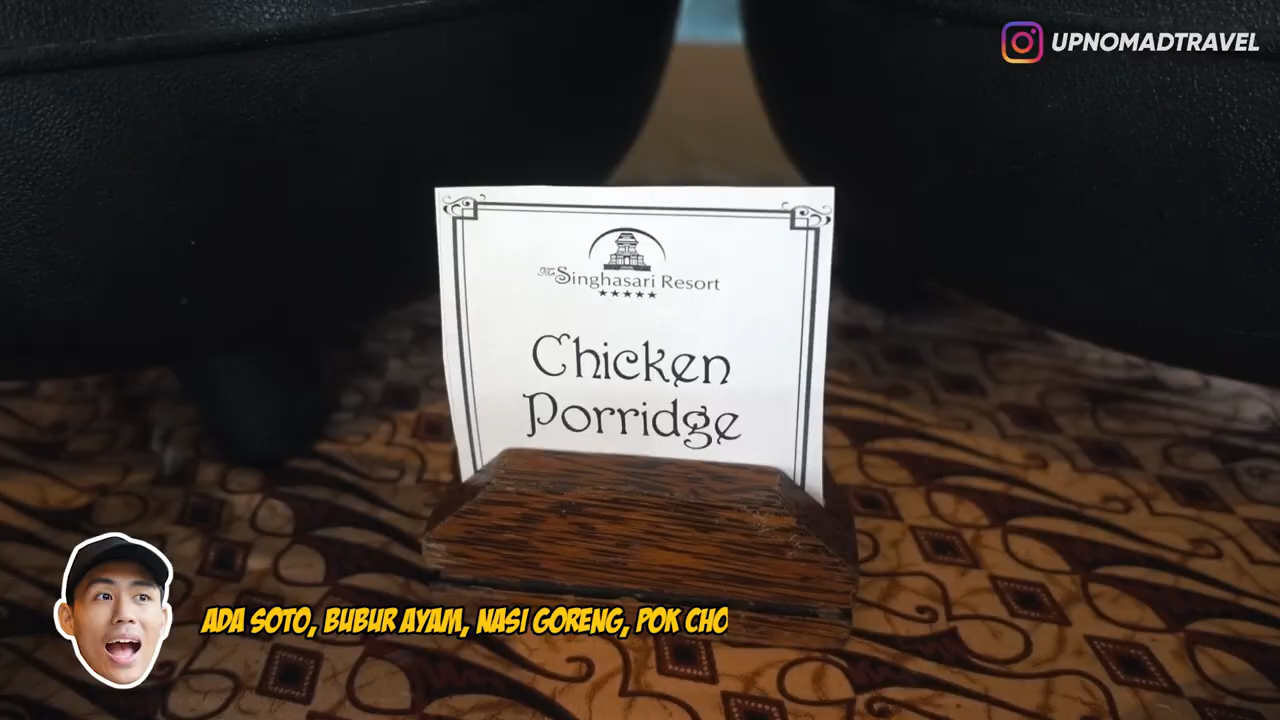 UPNOMADTRAVEL
The Singhasari Resort
★★★★★
Chicken
Porridge
ADA SOTO, BUBUR AYAM, NASI GORENG, POK CHO